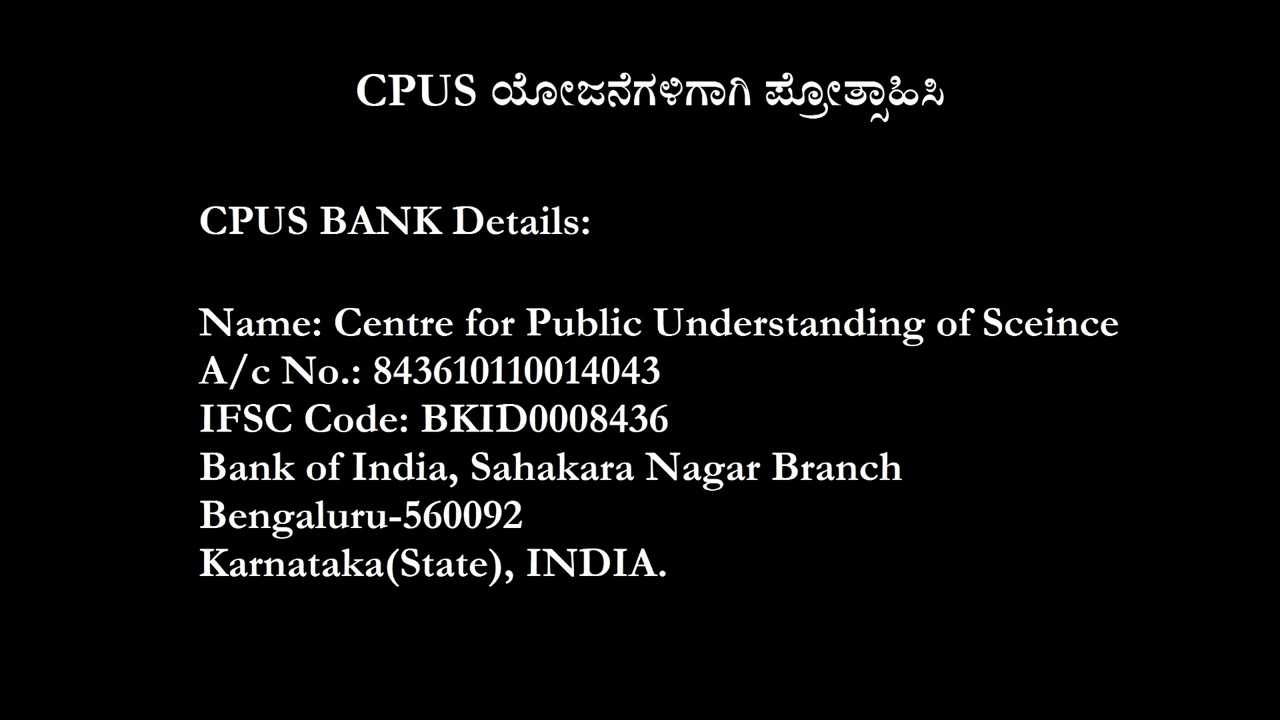 CPUS ಯೋಜನೆಗಳಿಗಾಗಿ ಪ್ರೋತ್ಸಾಹಿಸಿ
CPUS BANK Details:
Name: Centre for Public Understanding of Sceince
A/c No.: 843610110014043
IFSC Code: BKID0008436
Bank of India, Sahakara Nagar Branch
Bengaluru-560092
Karnataka(State), INDIA.